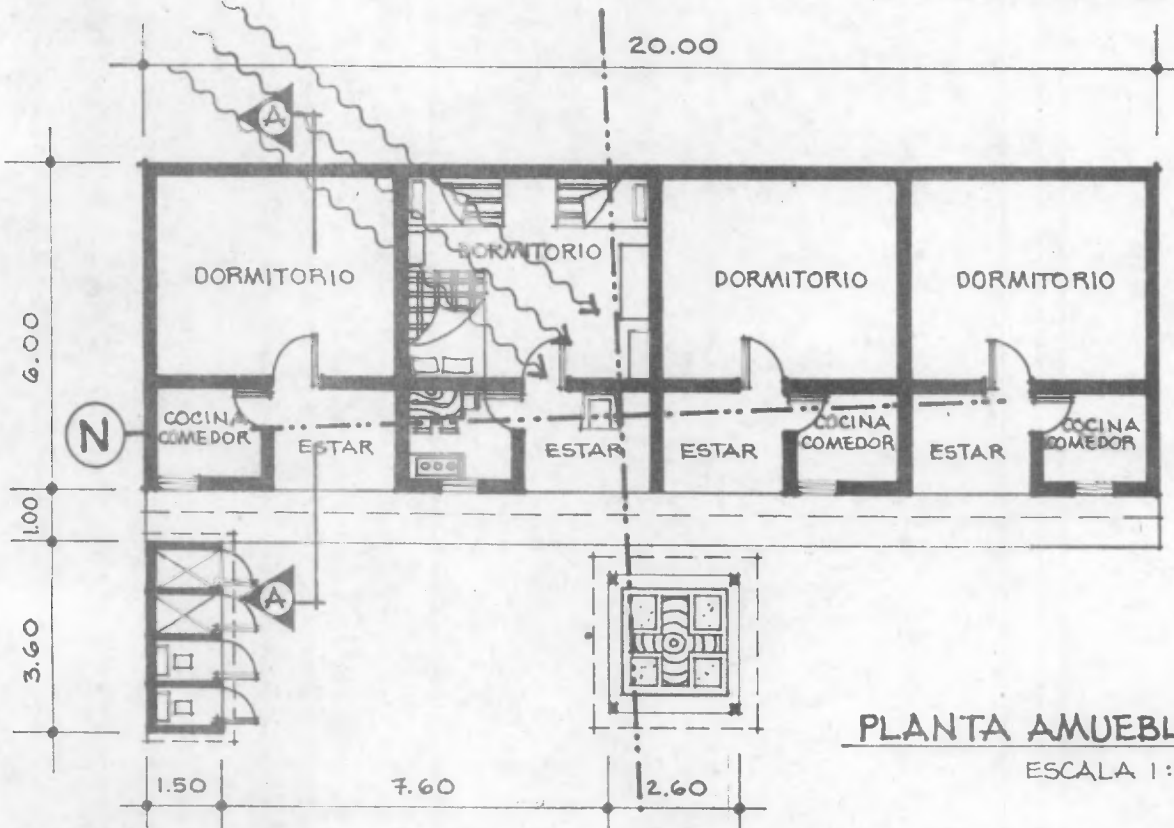 20.00
A
DORMITORIO
DORMITORIO
DORMITORIO
DORMITORIO
6.00
N
COCINA
COMEDOR
ESTAR
ESTAR
ESTAR
COCINA
COMEDOR
ESTAR
COCINA
COMEDOR
1.00
A
3.60
PLANTA AMUEBL
ESCALA 1:
1.50
7.60
2.60